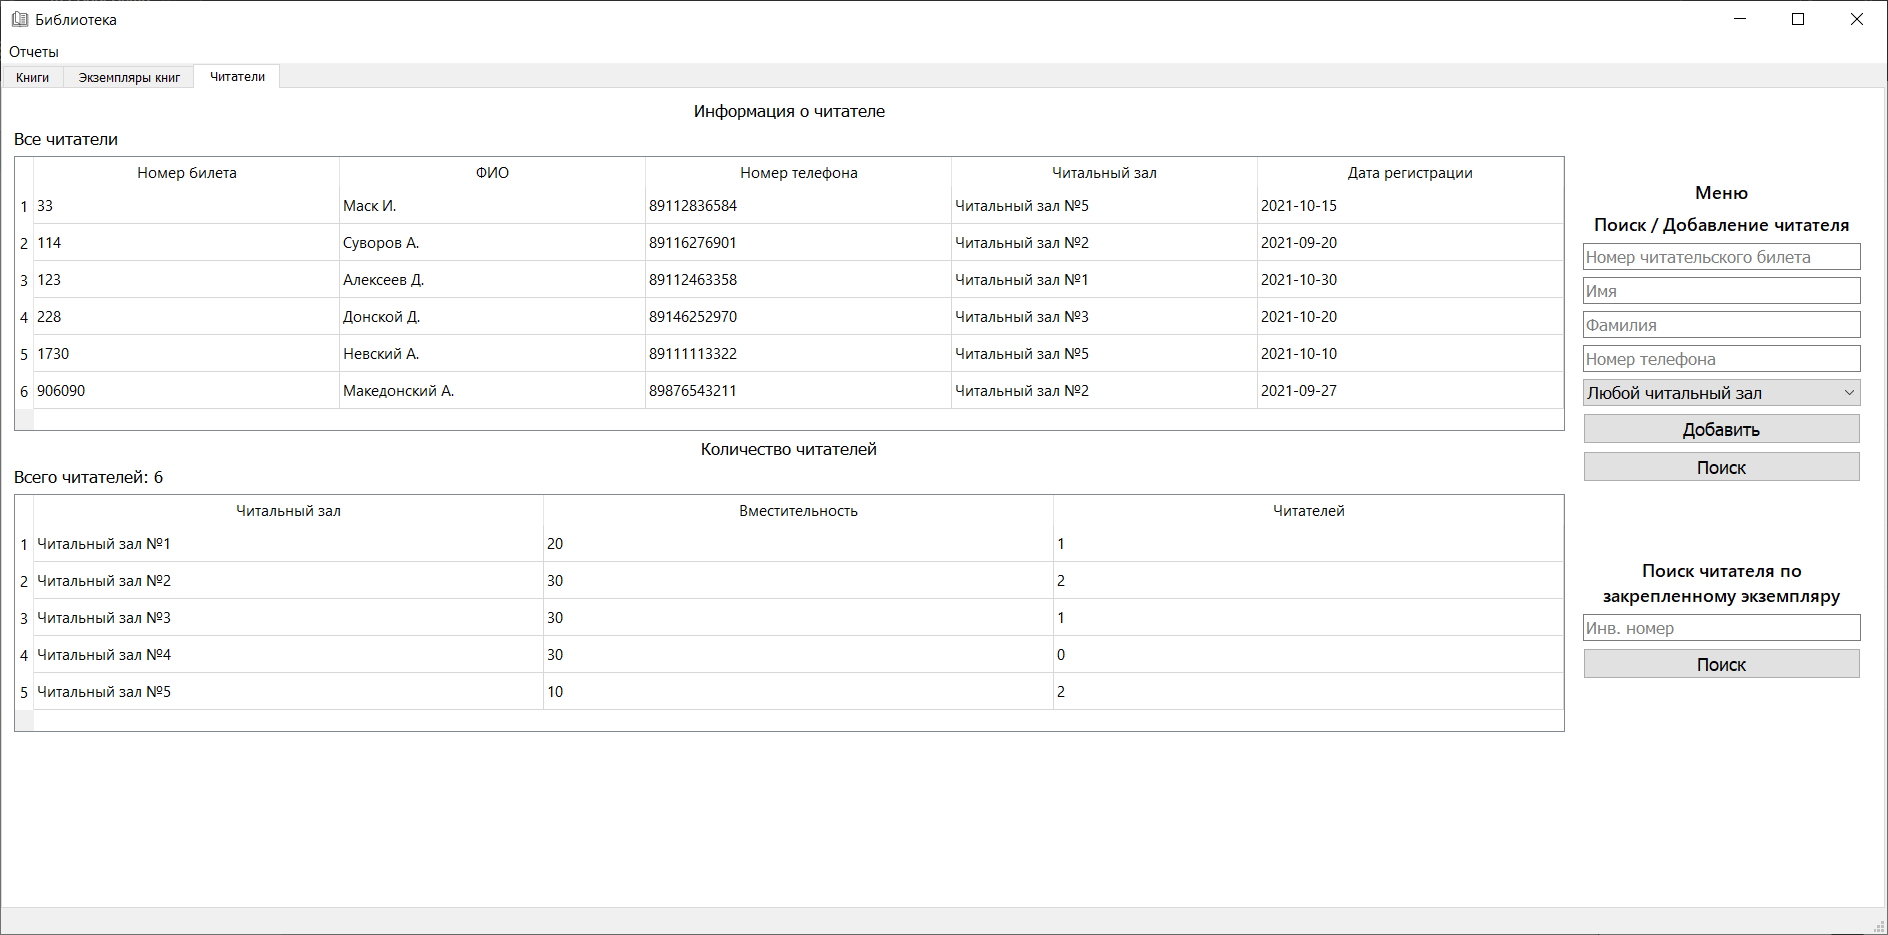 Библиотека
Отчеты
Книги Экземпляры книг Читатели
Информация о читателе
Все читатели
Номер билета ФИО Номер телефона Читальный зал Дата регистрации
1 33 Маск И. 89112836584 Читальный зал №5 2021-10-15
2 114 Суворов А. 89116276901 Читальный зал №2 2021-09-20
3 123 Алексеев Д. 89112463358 Читальный зал №1 2021-10-30
4 228 Донской Д. 89146252970 Читальный зал №3 2021-10-20
5 1730 Невский А. 89111113322 Читальный зал №5 2021-10-10
6 906090 Македонский А. 89876543211 Читальный зал №2 2021-09-27
Количество читателей
Всего читателей: 6
Читальный зал Вместительность Читателей
1 Читальный зал №1 20 1
2 Читальный зал №2 30 2
3 Читальный зал №3 30 1
4 Читальный зал №4 30 0
5 Читальный зал №5 10 2
Меню
Поиск / Добавление читателя
Номер читательского билета
Имя
Фамилия
Номер телефона
Любой читальный зал
Добавить
Поиск
Поиск читателя по
закрепленному экземпляру
Инв. номер
Поиск